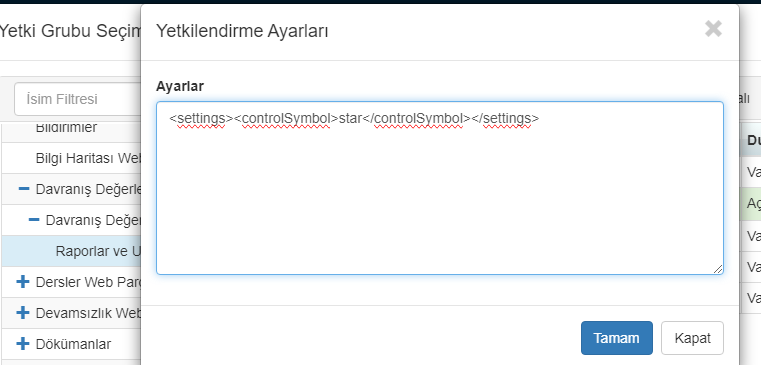 Yetki Grubu Seçim
Yetkilendirme Ayarları
Ayarlar
<settings><controlSymbol>star</controlSymbol></settings>
İsim Filtresi
Bildirimler
Bilgi Haritası Web
Davranış Değerle
Davranış Değer
Raporlar ve U
Dersler Web Parç
Devamsızlık Web
Dökümanlar
alı
Du
Va
Aç
Va
Va
Va
Tamam
Kapat